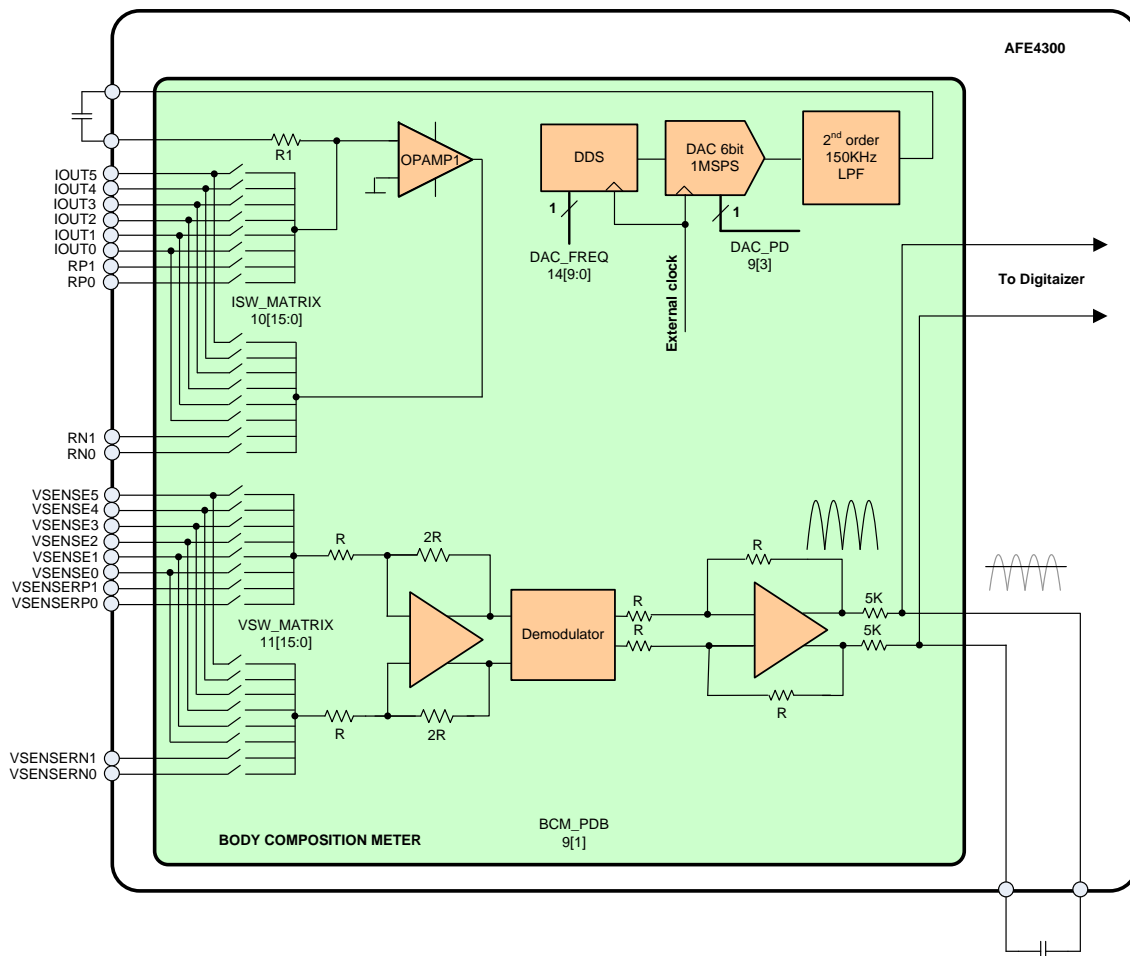 AFE4300
R1
OPAMP1
DDS
DAC 6bit
1MSPS
2nd order
150KHz
LPF
IOUT5
IOUT4
IOUT3
IOUT2
IOUT1
IOUT0
RP1
RP0
1
1
DAC_FREQ
14[9:0]
DAC_PD
9[3]
External clock
To Digitaizer
ISW_MATRIX
10[15:0]
RN1
RN0
VSENSE5
VSENSE4
VSENSE3
VSENSE2
VSENSE1
VSENSE0
VSENSERP1
VSENSERP0
R
2R
VSW_MATRIX
11[15:0]
R
2R
Demodulator
R
R
R
R
5K
5K
VSENSERN1
VSENSERN0
BODY COMPOSITION METER
BCM_PDB
9[1]